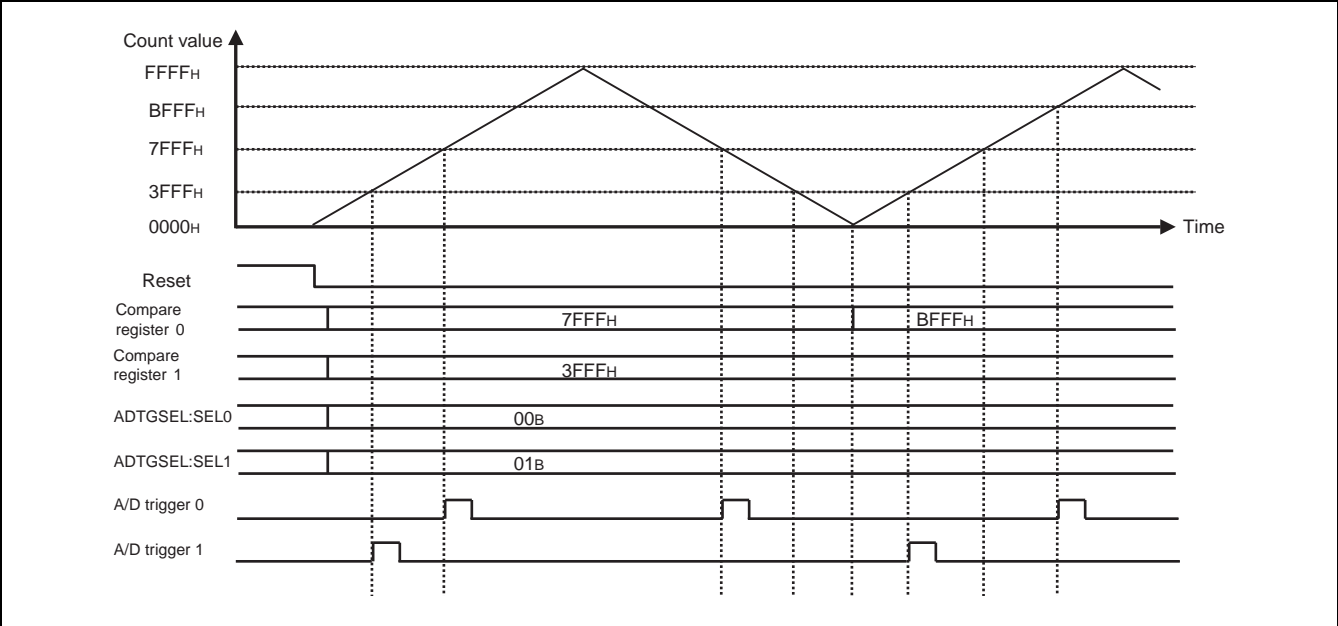 Count value
FFFFH
BFFFH
7FFFH
3FFFH
0000H
Time
Reset
Compare
register 0
7FFFH
BFFFH
Compare
register 1
3FFFH
ADTGSEL:SEL0
00B
ADTGSEL:SEL1
01B
A/D trigger 0
A/D trigger 1